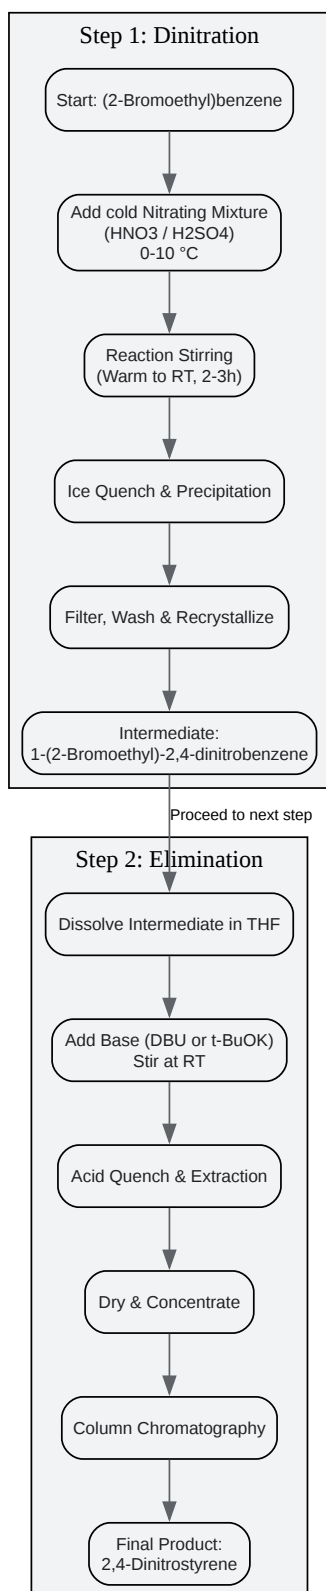 Step 1: Dinitration
Start: (2-Bromoethyl)benzene
Add cold Nitrating Mixture
(HNO3 / H2SO4)
0-10 °C
Reaction Stirring
(Warm to RT, 2-3h)
Ice Quench & Precipitation
Filter, Wash & Recrystallize
Intermediate:
1-(2-Bromoethyl)-2,4-dinitrobenzene
Proceed to next step
Step 2: Elimination
Dissolve Intermediate in THF
Add Base (DBU or t-BuOK)
Stir at RT
Acid Quench & Extraction
Dry & Concentrate
Column Chromatography
Final Product:
2,4-Dinitrostyrene